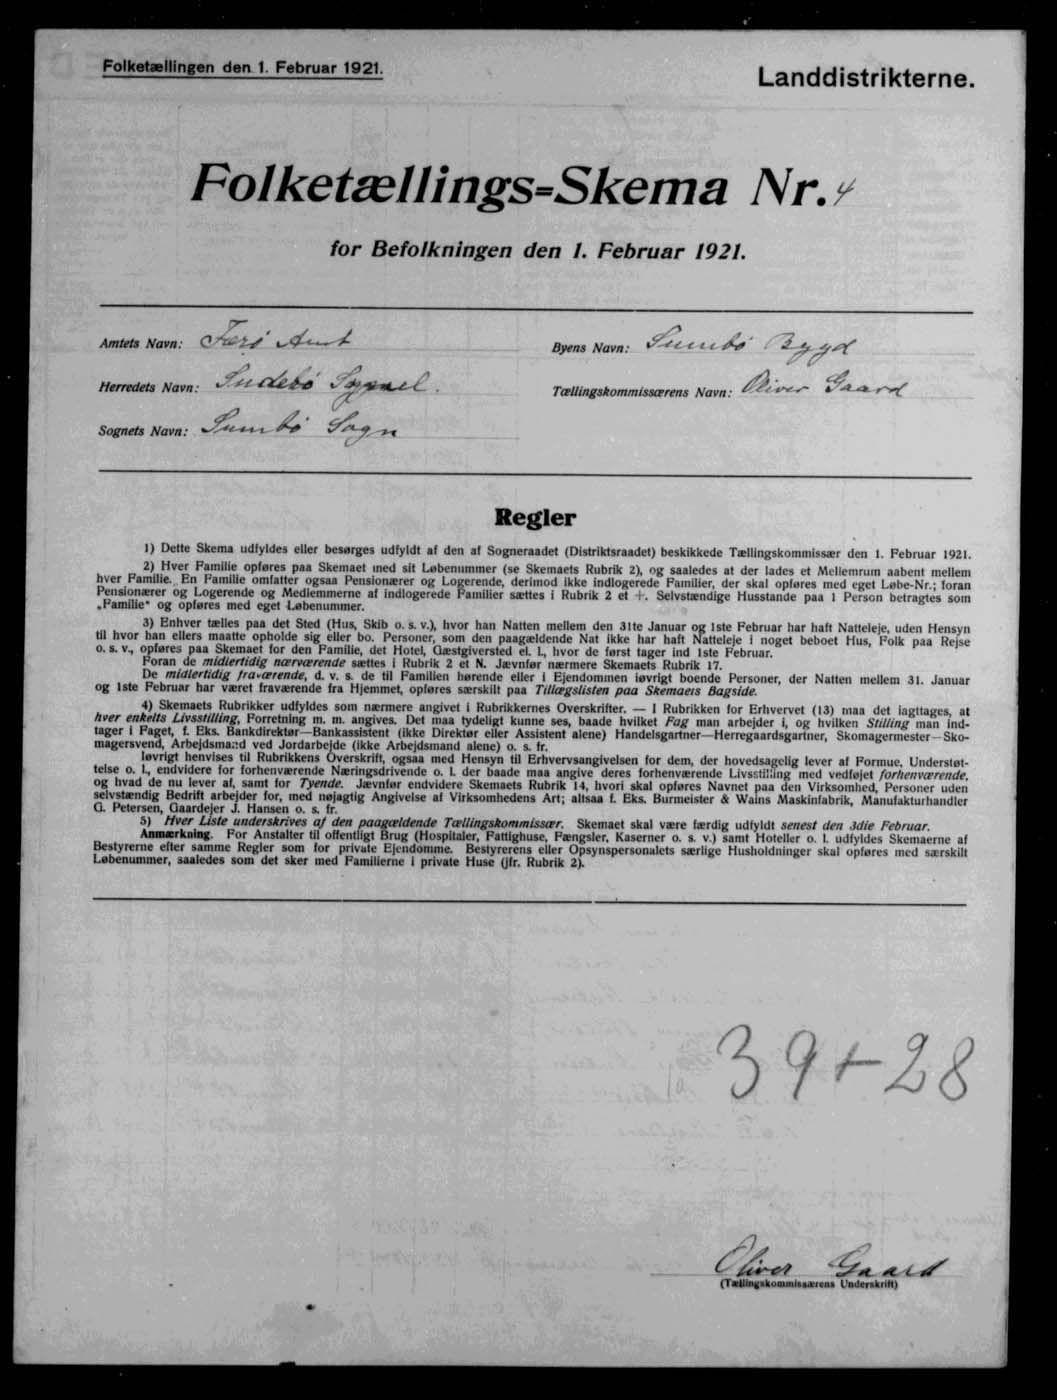 Folketællingen den 1. Februar 1921.
Landdistrikterne.
Folketællings=Skema Nr. 4
for Befolkningen den 1. Februar 1921.
Amtets Navn: Færø Amt
Byens Navn: Sumbø Bygd
Herredets Navn: Suderø Syssel.
Tællingskommissærens Navn: Oliver Gaard
Sognets Navn: Sumbø Sogn
Regler
1) Dette Skema udfyldes eller besørges udfyldt af den af Sogneraadet (Distriktsraadet) beskikkede Tællingskommissær den 1. Februar 1921.
2) Hver Familie opføres paa Skemaet med sit Løbenummer (se Skemaets Rubrik 2), og saaledes at der lades et Mellemrum aabent mellem
hver Familie. En Familie omfatter ogsaa Pensionærer og Logerende, derimod ikke indlogerede Familier, der skal opføres med eget Løbe-Nr.; foran
Pensionærer og Logerende og Medlemmerne af indlogerede Familier sættes i Rubrik 2 et +. Selvstændige Husstande paa 1 Person betragtes som
„Familie“ og opføres med eget Løbenummer.
3) Enhver tælles paa det Sted (Hus, Skib o. s. v.), hvor han Natten mellem den 31te Januar og 1ste Februar har haft Natteleje, uden Hensyn
til hvor han ellers maatte opholde sig eller bo. Personer, som den paagældende Nat ikke har haft Natteleje i noget beboet Hus, Folk paa Rejse
o. s. v., opføres paa Skemaet for den Familie, det Hotel, Gæstgiversted el. l., hvor de først tager ind 1ste Februar.
Foran de midlertidig nærværende sættes i Rubrik 2 et N. Jævnfør nærmere Skemaets Rubrik 17.
De midlertidig fraværende, d. v. s. de til Familien hørende eller i Ejendommen iøvrigt boende Personer, der Natten mellem 31. Januar
og 1ste Februar har været fraværende fra Hjemmet, opføres særskilt paa Tillægslisten paa Skemaets Bagside.
4) Skemaets Rubrikker udfyldes som nærmere angivet i Rubrikkernes Overskrifter. — I Rubrikken for Erhvervet (13) maa det iagttages, at
hver enkelts Livsstilling, Forretning m. m. angives. Det maa tydeligt kunne ses, baade hvilket Fag man arbejder i, og hvilken Stilling man ind-
tager i Faget, f. Eks. Bankdirektør—Bankassistent (ikke Direktør eller Assistent alene) Handelsgartner—Herregaardsgartner, Skomagermester—Sko-
magersvend, Arbejdsmand ved Jordarbejde (ikke Arbejdsmand alene) o. s. fr.
Iøvrigt henvises til Rubrikkens Overskrift, ogsaa med Hensyn til Erhvervsangivelsen for dem, der hovedsagelig lever af Formue, Understøt-
telse o. l., endvidere for forhenværende Næringsdrivende o. l. der baade maa angive deres forhenværende Livsstilling med vedføjet forhenværende,
og hvad de nu lever af, samt for Tyende. Jævnfør endvidere Skemaets Rubrik 14, hvori skal opføres Navnet paa den Virksomhed, Personer uden
selvstændig Bedrift arbejder for, med nøjagtig Angivelse af Virksomhedens Art; altsaa f. Eks. Burmeister & Wains Maskinfabrik, Manufakturhandler
G. Petersen, Gaardejer J. Hansen o. s. fr.
5) Hver Liste underskrives af den paagældende Tællingskommissær. Skemaet skal være færdig udfyldt senest den 3die Februar.
Anmærkning. For Anstalter til offentligt Brug (Hospitaler, Fattighuse, Fængsler, Kaserner o. s. v.) samt Hoteller o. l. udfyldes Skemaerne af
Bestyrerne efter samme Regler som for private Ejendomme. Bestyrerens eller Opsynspersonalets særlige Husholdninger skal opføres med særskilt
Løbenummer, saaledes som det sker med Familierne i private Huse (jfr. Rubrik 2).
39+28
Oliver Gaard
(Tællingskommissærens Underskrift)